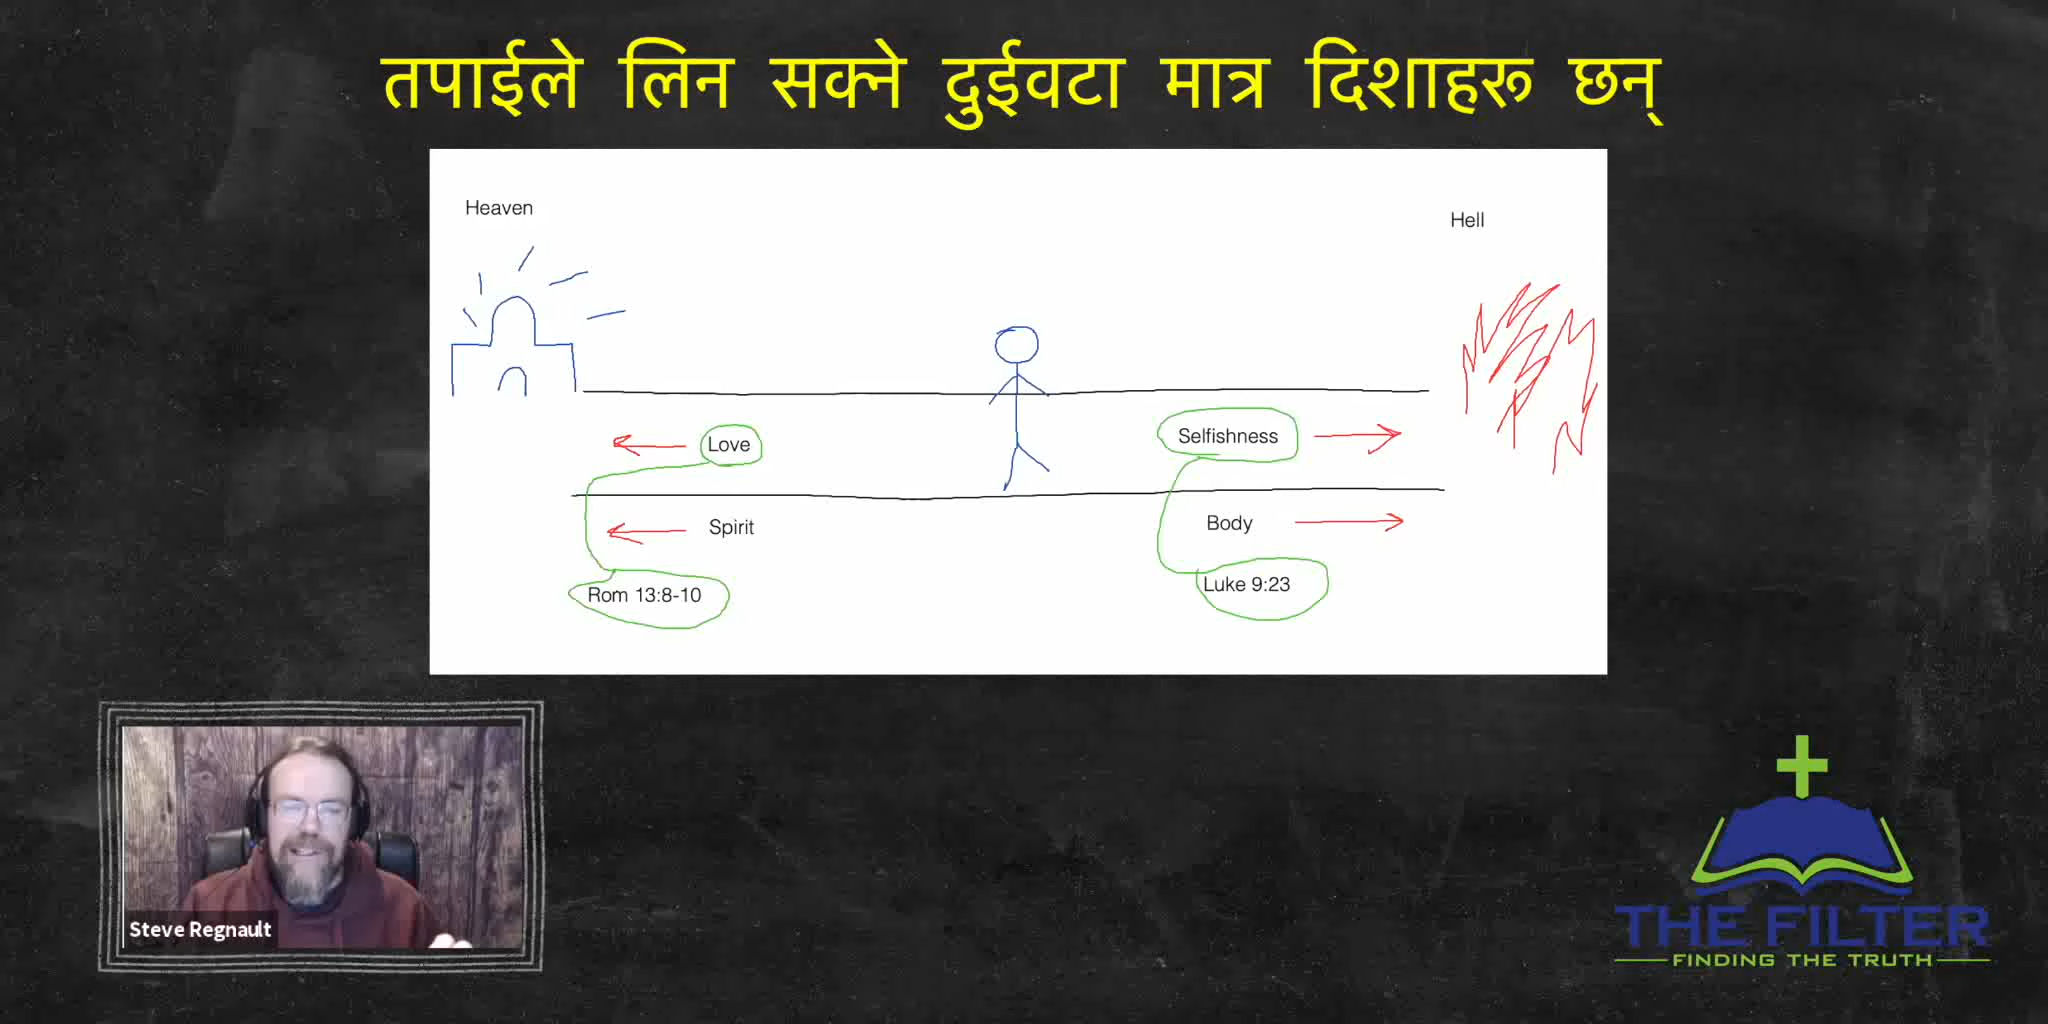 तपाईले लिन सक्ने दुईवटा मात्र दिशाहरू छन्
Heaven
Hell
Love
Selfishness
Spirit
Body
Rom 13:8-10
Luke 9:23
Steve Regnault
THE FILTER
FINDING THE TRUTH